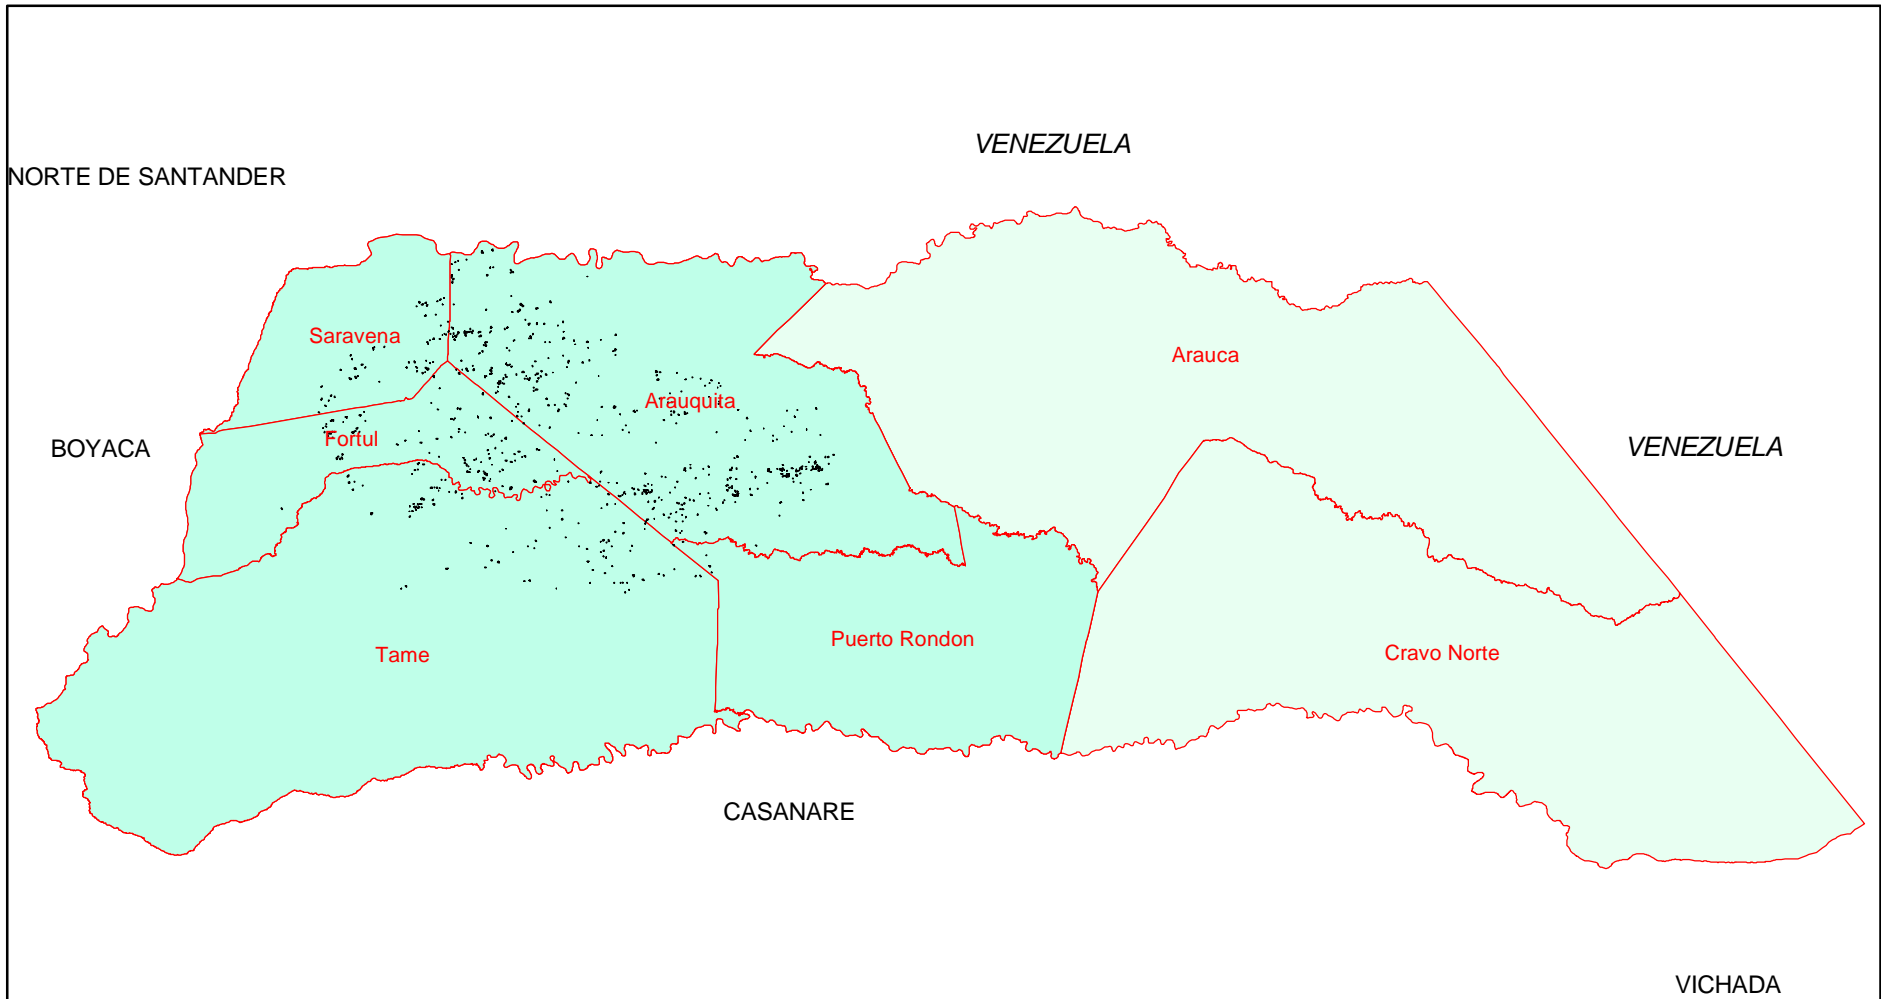 VENEZUELA
NORTE DE SANTANDER
Saravena
Arauca
Arauquita
Fortul
BOYACA
VENEZUELA
Puerto Rondon
Tame
Cravo Norte
CASANARE
VICHADA